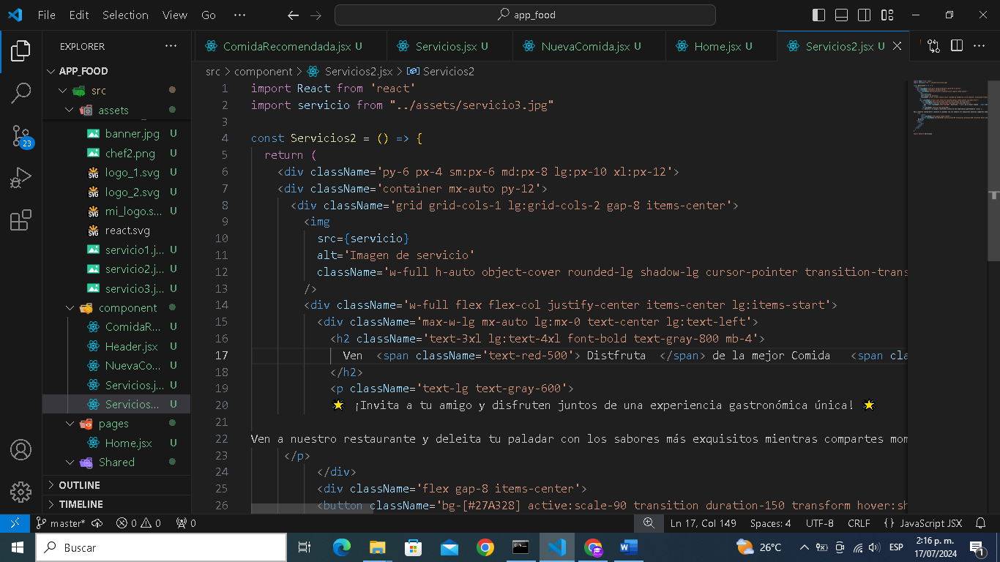 File Edit Selection View Go ··· app_food
EXPLORER ···
APP_FOOD
src
assets
banner.jpg U
chef2.png U
logo_1.svg U
logo_2.svg U
mi_logo.s... U
react.svg
servicio1.j... U
servicio2.j... U
servicio3.j... U
component
ComidaR... U
Header.jsx U
NuevaCo... U
Servicios.j... U
Servicios... U
pages
Home.jsx U
Shared
OUTLINE
TIMELINE
23
ComidaRecomendada.jsx U Servicios.jsx U NuevaComida.jsx U Home.jsx U Servicios2.jsx U ···
src > component > Servicios2.jsx > Servicios2
1 import React from 'react'
2 import servicio from "../assets/servicio3.jpg"
3
4 const Servicios2 = () => {
5 return (
6 <div className='py-6 px-4 sm:px-6 md:px-8 lg:px-10 xl:px-12'>
7 <div className='container mx-auto py-12'>
8 <div className='grid grid-cols-1 lg:grid-cols-2 gap-8 items-center'>
9 <img
10 src={servicio}
11 alt='Imagen de servicio'
12 className='w-full h-auto object-cover rounded-lg shadow-lg cursor-pointer transition-trans
13 />
14 <div className='w-full flex flex-col justify-center items-center lg:items-start'>
15 <div className='max-w-lg mx-auto lg:mx-0 text-center lg:text-left'>
16 <h2 className='text-3xl lg:text-4xl font-bold text-gray-800 mb-4'>
17 Ven <span className='text-red-500'> Distfruta </span> de la mejor Comida <span cla
18 </h2>
19 <p className='text-lg text-gray-600'>
20 🌟 ¡Invita a tu amigo y disfruten juntos de una experiencia gastronómica única! 🌟
21
22 Ven a nuestro restaurante y deleita tu paladar con los sabores más exquisitos mientras compartes mom
23 </p>
24 </div>
25 <div className='flex gap-8 items-center'>
26 <button className='bg-[#27A328] active:scale-90 transition duration-150 transform hover:sh
master* 0 0 0 Ln 17, Col 149 Spaces: 4 UTF-8 CRLF {} JavaScript JSX
Buscar 26°C ESP 2:16 p. m.
17/07/2024 1